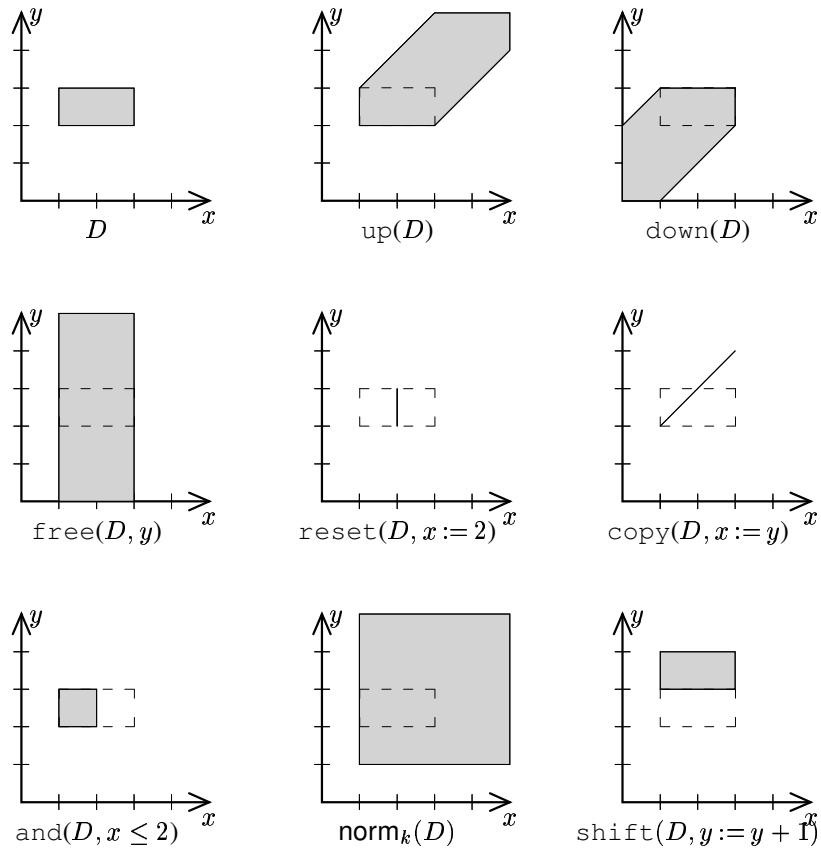 y y y
x x x
D up(D) down(D)
y y y
x x x
free(D, y) reset(D, x := 2) copy(D, x := y)
y y y
x x x
and(D, x ≤ 2) norm_k(D) shift(D, y := y + 1)